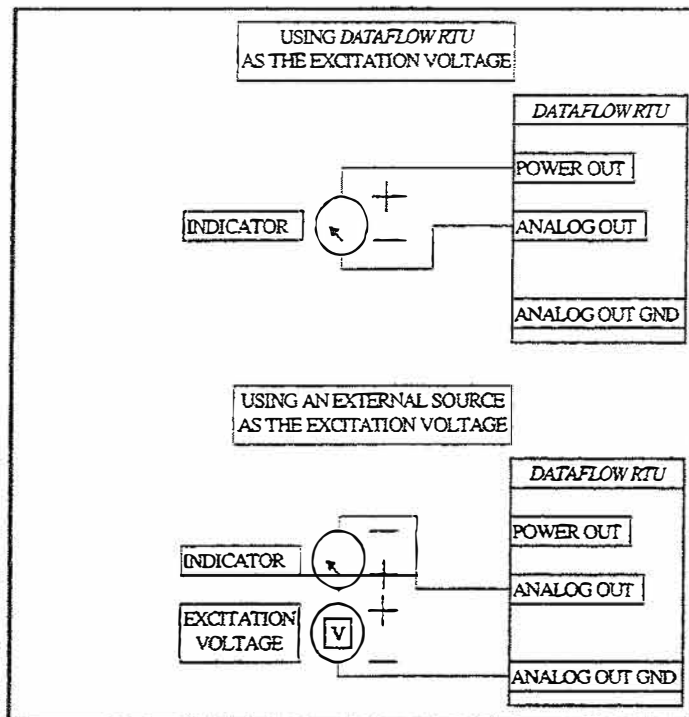 USING DATAFLOW RTU
AS THE EXCITATION VOLTAGE
DATAFLOW RTU
POWER OUT
+
INDICATOR
ANALOG OUT
—
ANALOG OUT GND
USING AN EXTERNAL SOURCE
AS THE EXCITATION VOLTAGE
DATAFLOW RTU
—
POWER OUT
INDICATOR
+
ANALOG OUT
+
EXCITATION
VOLTAGE
V
—
ANALOG OUT GND